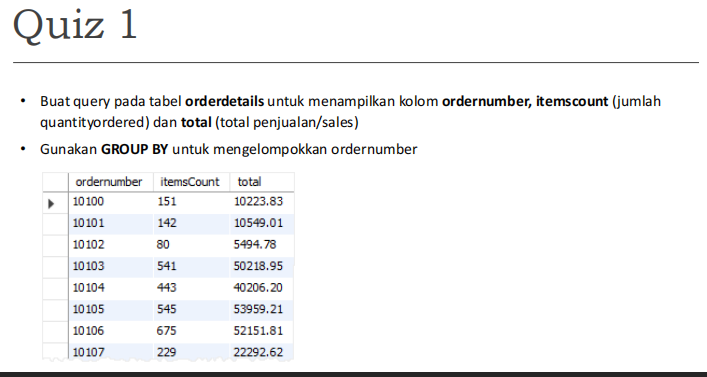 Quiz 1
• Buat query pada tabel orderdetails untuk menampilkan kolom ordernumber, itemscount (jumlah
quantityordered) dan total (total penjualan/sales)
• Gunakan GROUP BY untuk mengelompokkan ordernumber
ordernumber itemsCount total
10100 151 10223.83
10101 142 10549.01
10102 80 5494.78
10103 541 50218.95
10104 443 40206.20
10105 545 53959.21
10106 675 52151.81
10107 229 22292.62